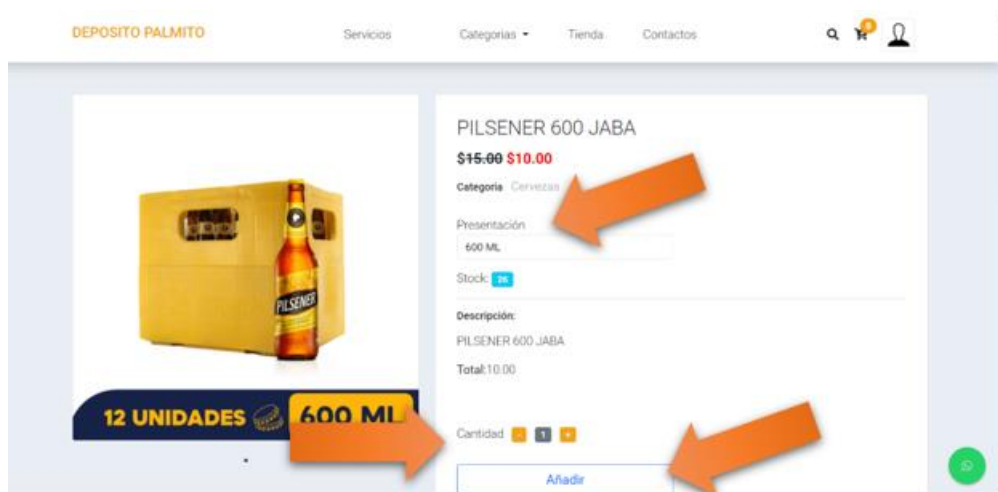 DEPOSITO PALMITO Servicios Categorias Tienda Contactos 0
PILSENER 600 JABA
$15.00 $10.00
Categoria Cervezas
Presentación
600 ML
Stock: 26
Descripción:
PILSENER 600 JABA
Total:10.00
Cantidad - 1 +
Añadir
PILSENER
12 UNIDADES 600 ML